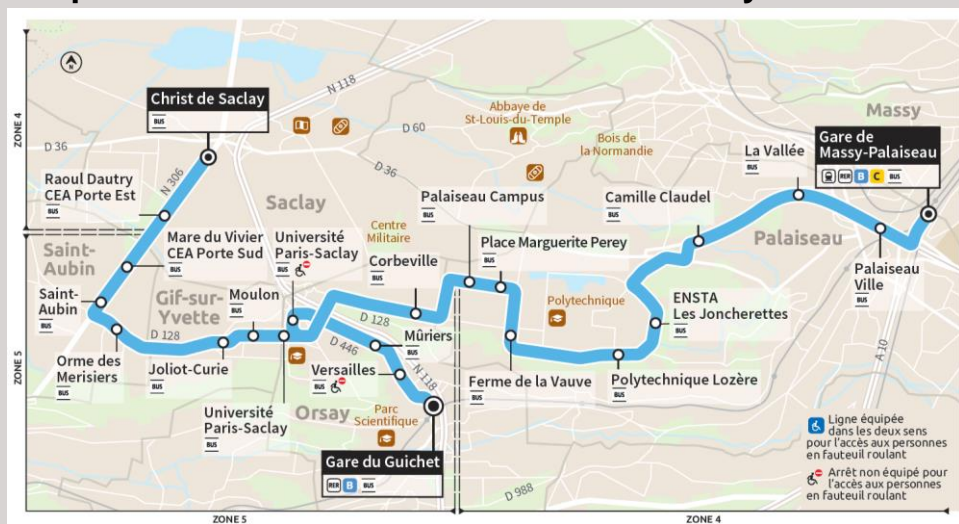 Christ de Saclay
BUS
N 118
ZONE 4
D 36
D 60
D 36
Abbaye de
St-Louis-du-Temple
Bois de
la Normandie
Massy
Gare de
Massy-Palaiseau
RER B C BUS
La Vallée
BUS
Raoul Dautry
CEA Porte Est
BUS
N 306
Saclay
Palaiseau Campus
BUS
Camille Claudel
BUS
Centre
Militaire
Palaiseau
Saint-
Aubin
Mare du Vivier
CEA Porte Sud
BUS
Université
Paris-Saclay
BUS
Corbeville
BUS
Place Marguerite Perey
BUS
Palaiseau
Ville
BUS
Saint-
Aubin
BUS
Gif-sur-
Yvette
Moulon
BUS
D 128
D 128
Polytechnique
ENSTA
Les Joncherettes
BUS
ZONE 5
Orme des
Merisiers
BUS
Joliot-Curie
BUS
D 446
Mûriers
BUS
N 118
A 10
Versailles
BUS
Ferme de la Vauve
BUS
Polytechnique Lozère
BUS
Université
Paris-Saclay
BUS
Orsay
Parc
Scientifique
Gare du Guichet
RER B BUS
D 988
Ligne équipée
dans les deux sens
pour l'accès aux personnes
en fauteuil roulant
Arrêt non équipé pour
l'accès aux personnes
en fauteuil roulant
ZONE 5
ZONE 4